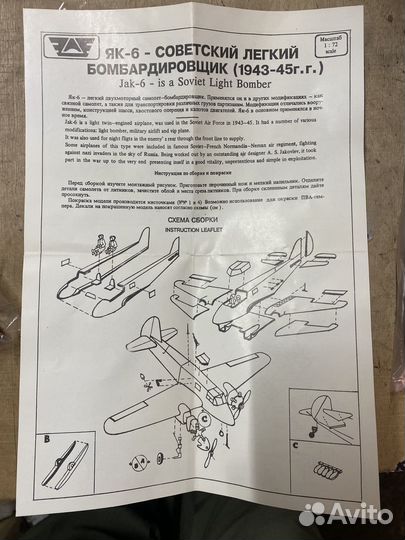 ЯК-6 - СОВЕТСКИЙ ЛЕГКИЙ
БОМБАРДИРОВЩИК (1943-45г.г.)
Масштаб
1 : 72
scale
Jak-6 - is a Soviet Light Bomber
Як-6 — легкий двухмоторный самолет-бомбардировщик. Применялся он и в других модификациях — как
связной самолет, а также для транспортировки различных грузов партизанам. Модификации отличались воору-
жением, конструкцией шасси, хвостового оперения и капотов двигателей. Як-6 в основном применялся в ноч-
ное время.
Jak-6 is a light twin-engined airplane, was used in the Soviet Air Force in 1943-45. It had a number of various
modifications: light bomber, military airlift and vip plane.
It was also used for night flights in the enemy' s rear through the front line to supply.
Some airplanes of this type were included in famous Soviet-French Normandia-Neman air regiment, fighting
against nazi invaders in the sky of Russia. Being worked out by an outstanding air designer A. S. Jakovlev, it took
part in the war up to the very end presenting itself in a good vitality, unpretentious and simple in exploitation.
Инструкция по сборке и покраске
Перед сборкой изучите монтажный рисунок. Приготовьте перочинный нож и мелкий напильник. Отделите
детали самолета от литников, зачистите облой и места среза литников. При сборке склеенным деталям дайте
просохнуть.
Покраска модели производится кисточками (№№ 1 и 4) Возможно использование для окраски ПВА-тем-
пера. Декали на покрашенную модель наносят согласно схемы (см ).
СХЕМА СБОРКИ
INSTRUCTION LEAFLET
C
B
A
B
C
Avito